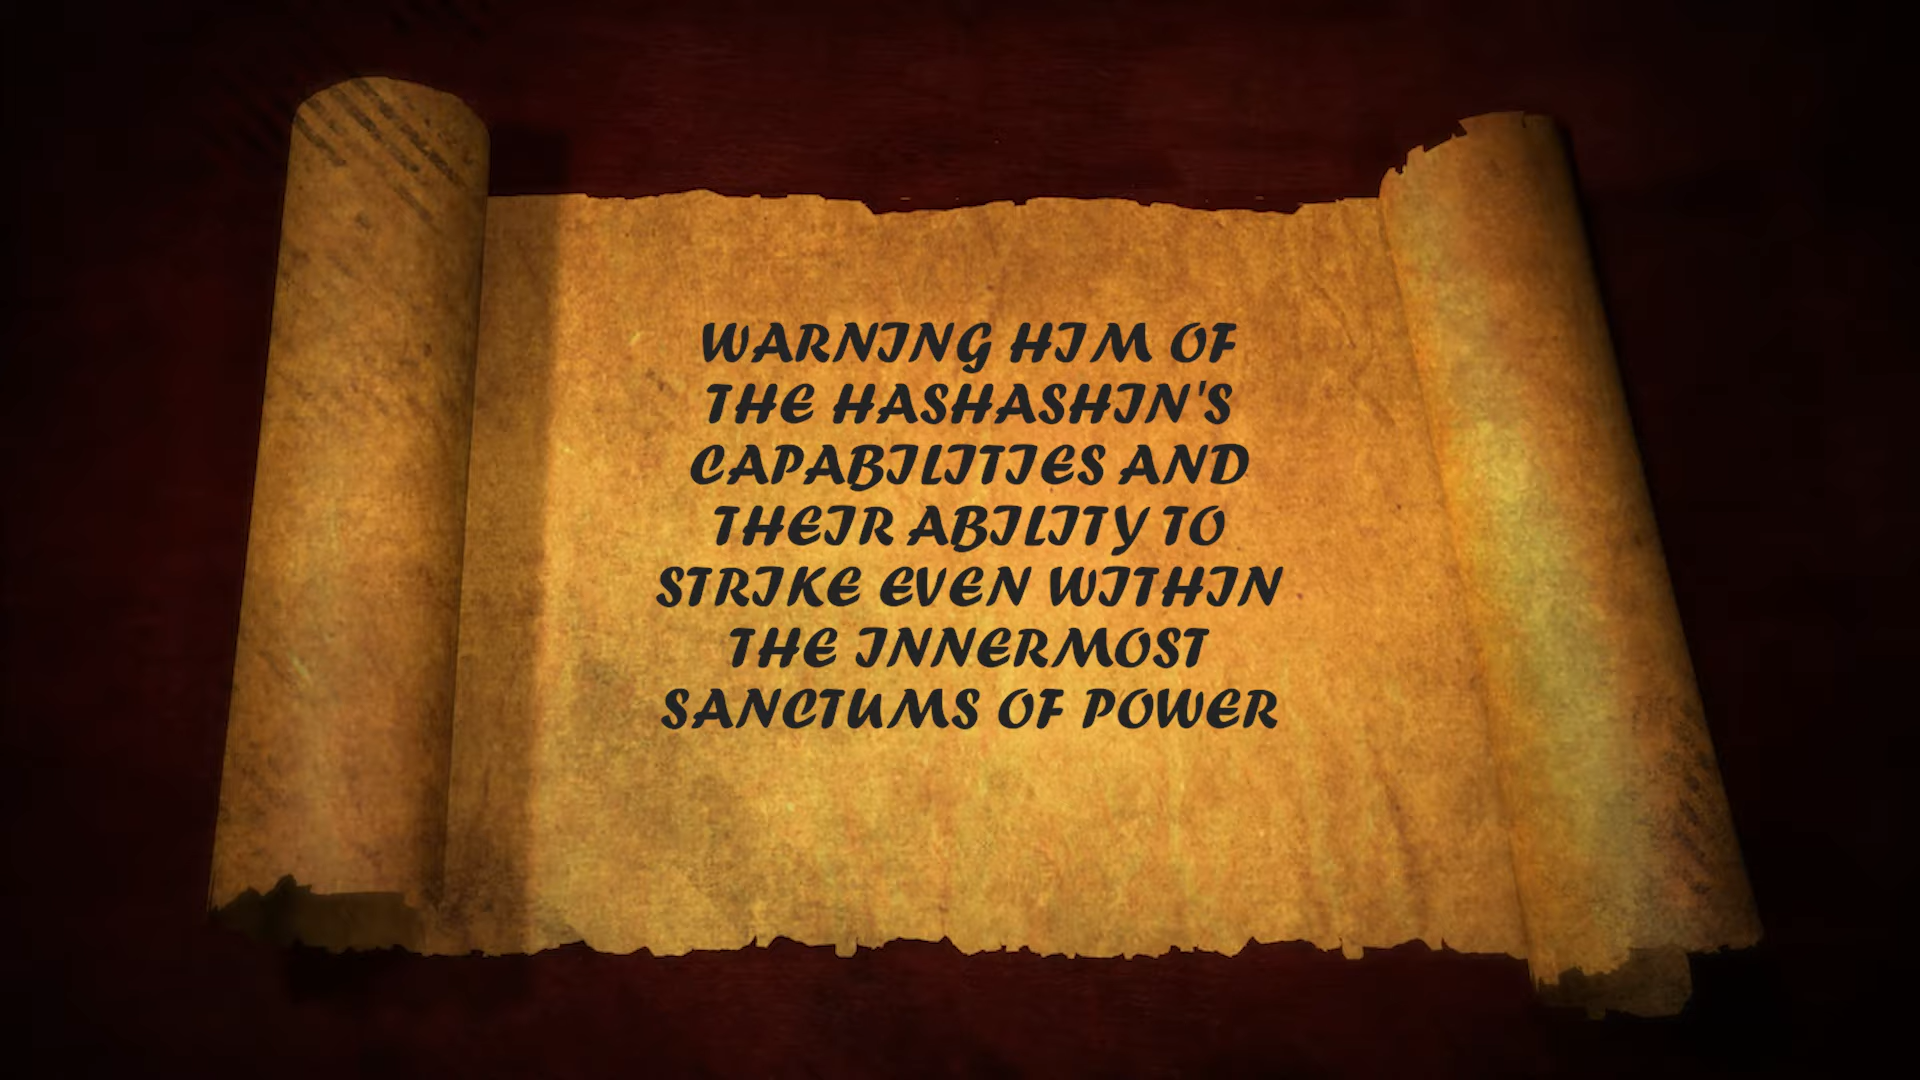 WARNING HIM OF
THE HASHASHIN'S
CAPABILITIES AND
THEIR ABILITY TO
STRIKE EVEN WITHIN
THE INNERMOST
SANCTUMS OF POWER